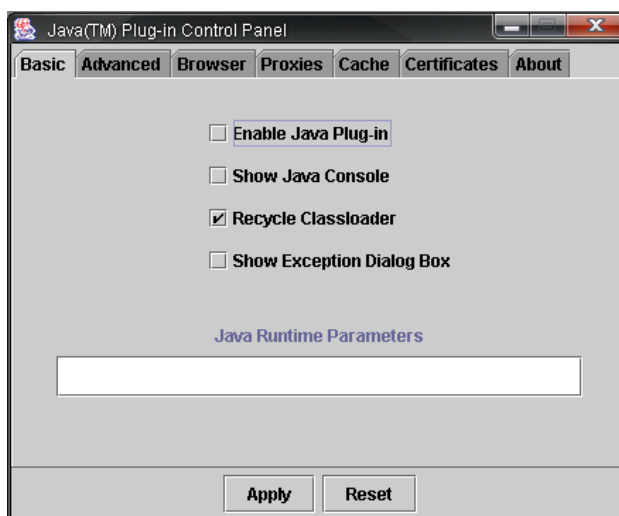 Java(TM) Plug-in Control Panel
Basic Advanced Browser Proxies Cache Certificates About
Enable Java Plug-in
Show Java Console
Recycle Classloader
Show Exception Dialog Box
Java Runtime Parameters
Apply Reset